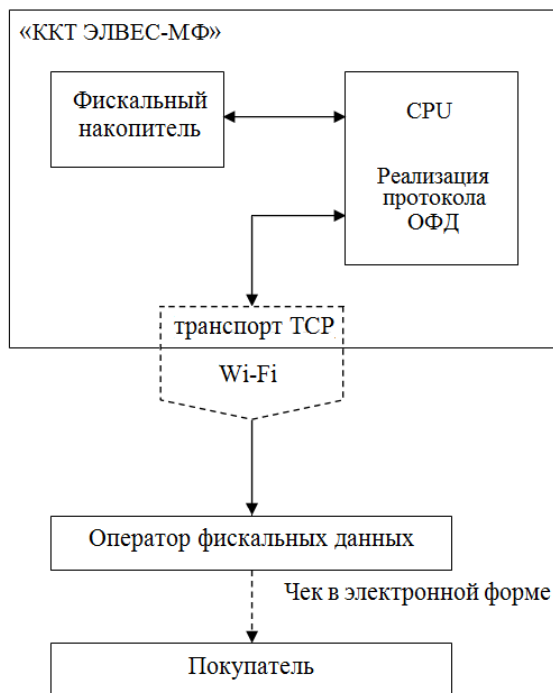 «ККТ ЭЛВЕС-МФ»
Фискальный
накопитель
CPU
Реализация
протокола
ОФД
транспорт TCP
Wi-Fi
Оператор фискальных данных
Чек в электронной форме
Покупатель